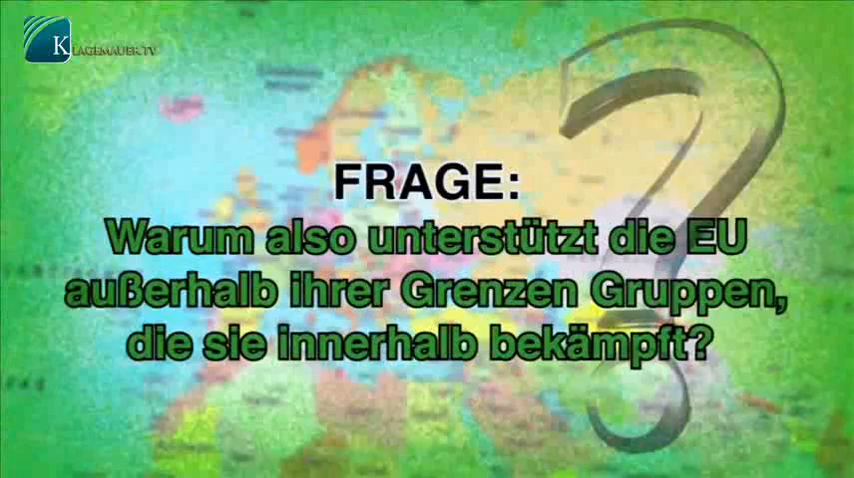 KLAGEMAUER.TV
FRAGE:
Warum also unterstützt die EU
außerhalb ihrer Grenzen Gruppen,
die sie innerhalb bekämpft?